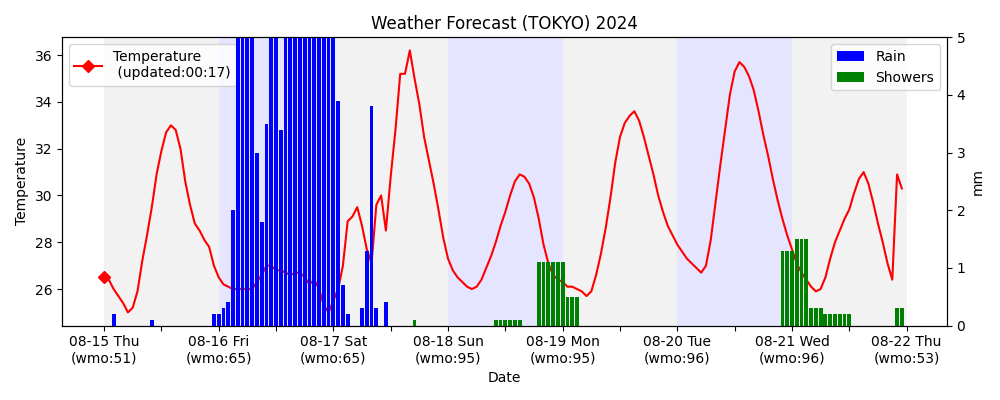 Weather Forecast (TOKYO) 2024
Temperature
(updated:00:17)
Rain
Showers
36
34
32
30
28
26
Temperature
5
4
3
2
1
0
mm
08-15 Thu
(wmo:51)
08-16 Fri
(wmo:65)
08-17 Sat
(wmo:65)
08-18 Sun
(wmo:95)
08-19 Mon
(wmo:95)
08-20 Tue
(wmo:96)
08-21 Wed
(wmo:96)
08-22 Thu
(wmo:53)
Date